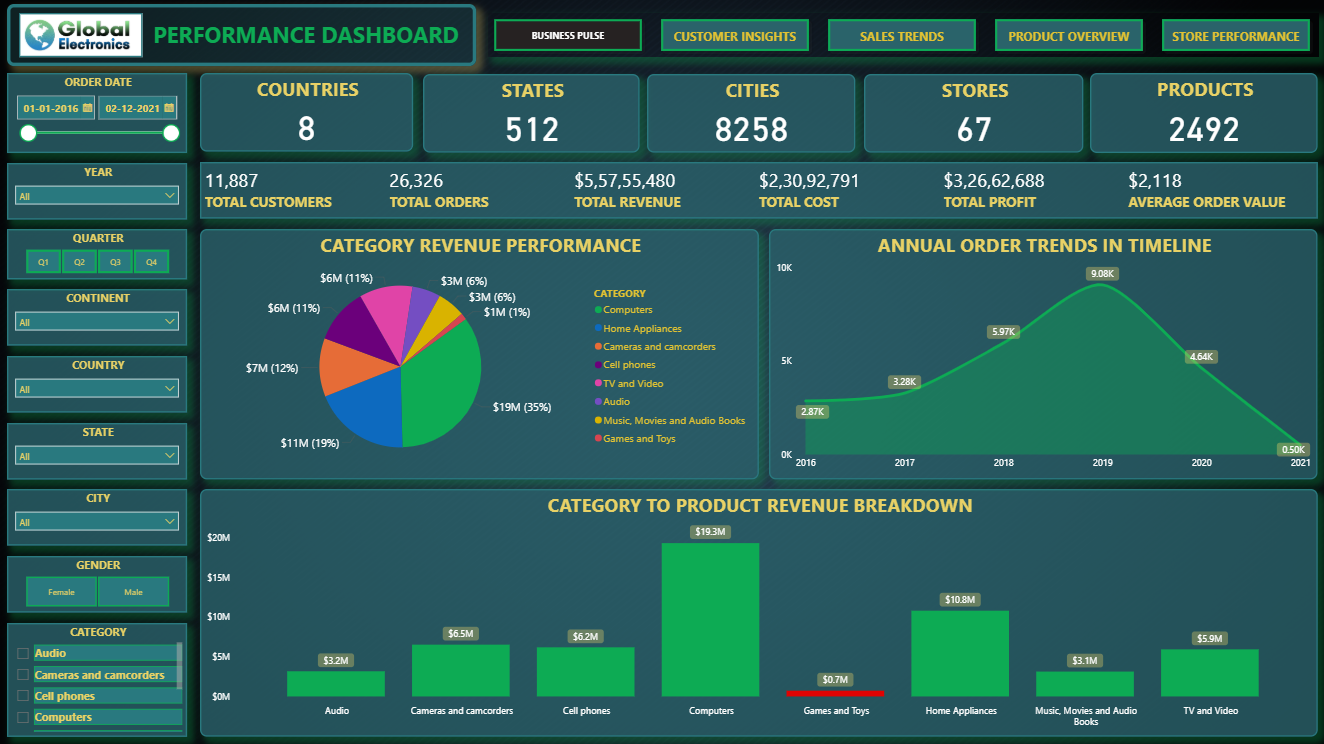 Global
Electronics
PERFORMANCE DASHBOARD
BUSINESS PULSE
CUSTOMER INSIGHTS
SALES TRENDS
PRODUCT OVERVIEW
STORE PERFORMANCE
ORDER DATE
01-01-2016
02-12-2021
YEAR
All
QUARTER
Q1
Q2
Q3
Q4
CONTINENT
All
COUNTRY
All
STATE
All
CITY
All
GENDER
Female
Male
CATEGORY
Audio
Cameras and camcorders
Cell phones
Computers
COUNTRIES
8
STATES
512
CITIES
8258
STORES
67
PRODUCTS
2492
11,887
TOTAL CUSTOMERS
26,326
TOTAL ORDERS
$5,57,55,480
TOTAL REVENUE
$2,30,92,791
TOTAL COST
$3,26,62,688
TOTAL PROFIT
$2,118
AVERAGE ORDER VALUE
CATEGORY REVENUE PERFORMANCE
$6M (11%)
$3M (6%)
$3M (6%)
$1M (1%)
$6M (11%)
$7M (12%)
$19M (35%)
$11M (19%)
CATEGORY
Computers
Home Appliances
Cameras and camcorders
Cell phones
TV and Video
Audio
Music, Movies and Audio Books
Games and Toys
ANNUAL ORDER TRENDS IN TIMELINE
10K
5K
0K
2.87K
3.28K
5.97K
9.08K
4.64K
0.50K
2016
2017
2018
2019
2020
2021
CATEGORY TO PRODUCT REVENUE BREAKDOWN
$20M
$15M
$10M
$5M
$0M
$3.2M
$6.5M
$6.2M
$19.3M
$0.7M
$10.8M
$3.1M
$5.9M
Audio
Cameras and camcorders
Cell phones
Computers
Games and Toys
Home Appliances
Music, Movies and Audio
Books
TV and Video